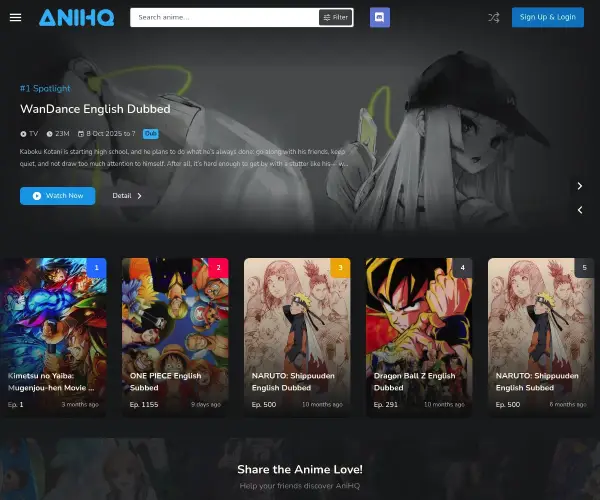 ANIHQ
Search anime...
Filter
Sign Up & Login
#1 Spotlight
WanDance English Dubbed
TV 23M 8 Oct 2025 to ? Dub
Kaboku Kotani is starting high school, and he plans to do what he's always done: go along with his friends, keep
quiet, and not draw too much attention to himself. After all, it's hard enough to get by with a stutter like his – w...
Watch Now
Detail
1
Kimetsu no Yaiba:
Mugenjou-hen Movie ...
Ep. 1 3 months ago
2
ONE PIECE English
Subbed
Ep. 1155 9 days ago
3
NARUTO: Shippuuden
English Dubbed
Ep. 500 10 months ago
4
Dragon Ball Z English
Dubbed
Ep. 291 10 months ago
5
NARUTO: Shippuuden
English Subbed
Ep. 500 8 months ago
Share the Anime Love!
Help your friends discover AniHQ